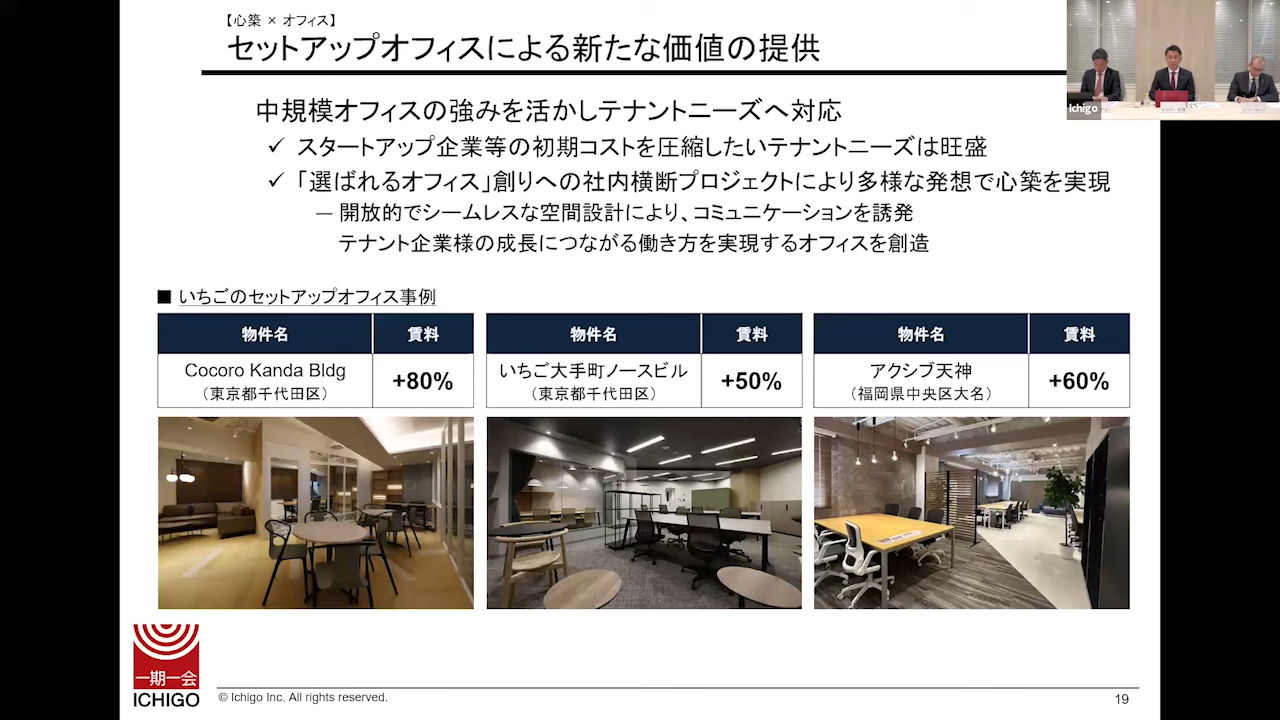 【心築 × オフィス】
セットアップオフィスによる新たな価値の提供
Ichigo
中規模オフィスの強みを活かしテナントニーズへ対応
✓ スタートアップ企業等の初期コストを圧縮したいテナントニーズは旺盛
✓ 「選ばれるオフィス」創りへの社内横断プロジェクトにより多様な発想で心築を実現
― 開放的でシームレスな空間設計により、コミュニケーションを誘発
テナント企業様の成長につながる働き方を実現するオフィスを創造
■ いちごのセットアップオフィス事例
物件名 賃料 物件名 賃料 物件名 賃料
Cocoro Kanda Bldg いちご大手町ノースビル アクシブ天神
+80% +50% +60%
（東京都千代田区） （東京都千代田区） （福岡県中央区大名）
一期一会
ICHIGO
© Ichigo Inc. All rights reserved.
19